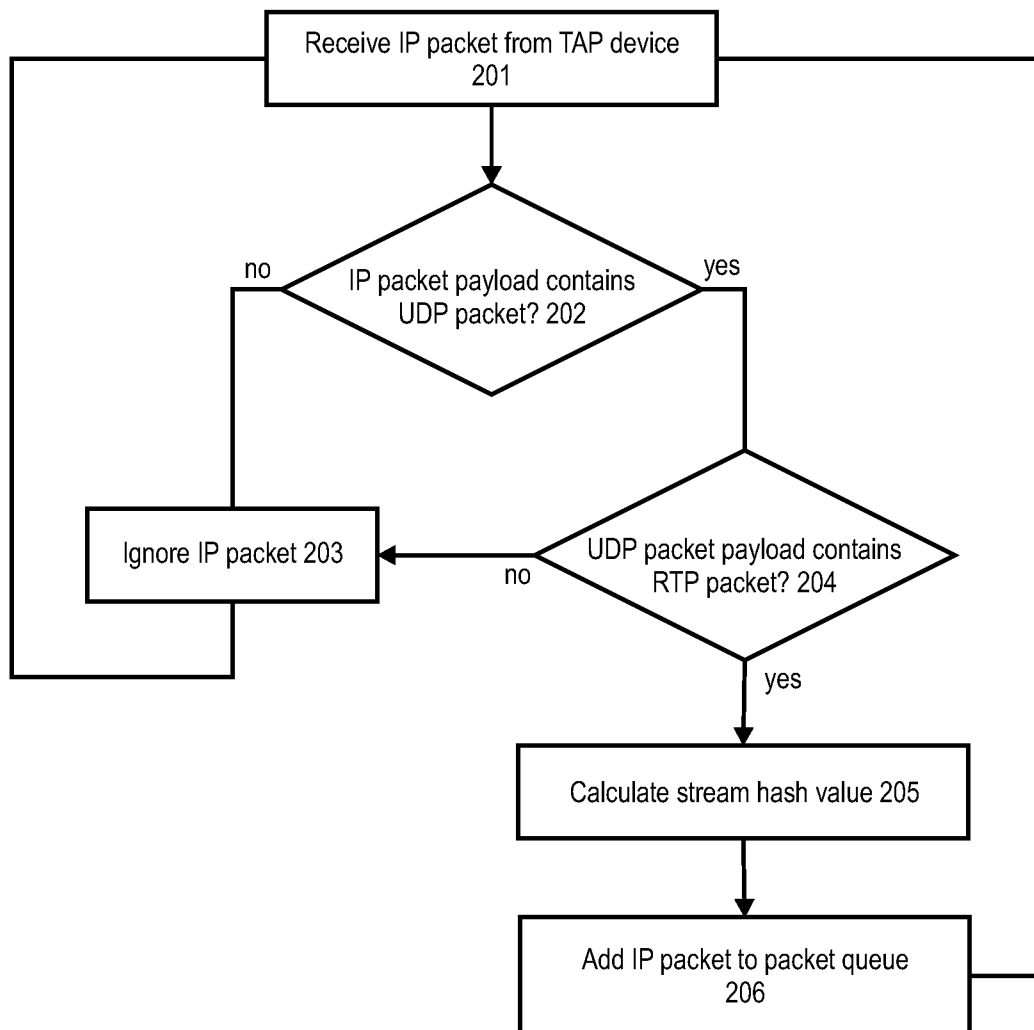 Receive IP packet from TAP device
201
no
yes
IP packet payload contains
UDP packet? 202
Ignore IP packet 203
no
UDP packet payload contains
RTP packet? 204
yes
Calculate stream hash value 205
Add IP packet to packet queue
206